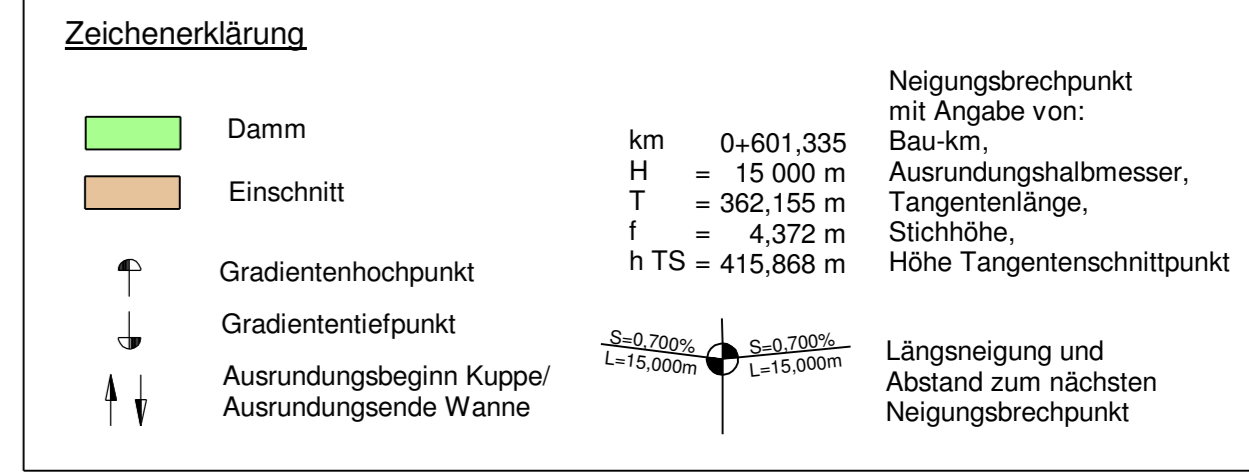 Zeichenerklärung
Damm
Einschnitt
Gradientenhochpunkt
Gradiententiefpunkt
Ausrundungsbeginn Kuppe/
Ausrundungsende Wanne
Neigungsbrechpunkt
mit Angabe von:
km 0+601,335 Bau-km,
H = 15 000 m Ausrundungshalbmesser,
T = 362,155 m Tangentenlänge,
f = 4,372 m Stichhöhe,
h TS = 415,868 m Höhe Tangentenschnittpunkt
S=0,700% S=0,700%
L=15,000m L=15,000m
Längsneigung und
Abstand zum nächsten
Neigungsbrechpunkt